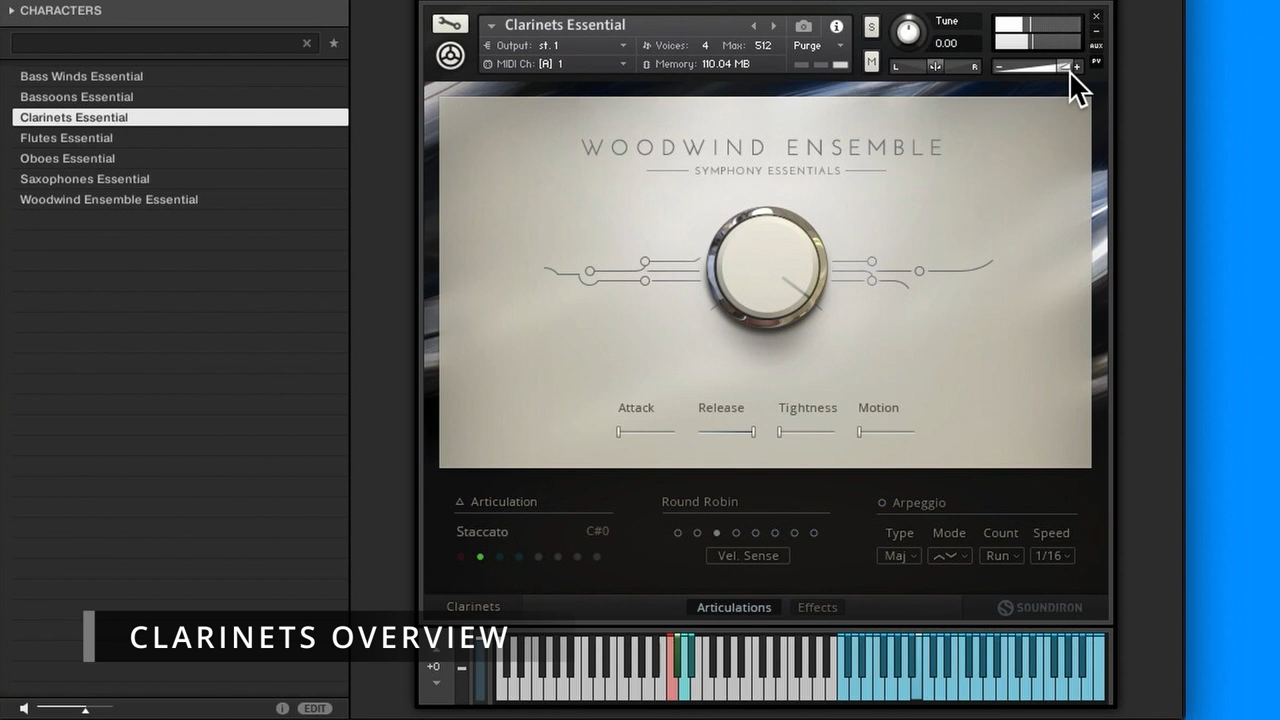 CHARACTERS
Bass Winds Essential
Bassoons Essential
Clarinets Essential
Flutes Essential
Oboes Essential
Saxophones Essential
Woodwind Ensemble Essential
EDIT
Clarinets Essential
Output: st. 1
Voices: 4 Max: 512
Purge
MIDI Ch: [A] 1
Memory: 110.04 MB
S
M
Tune
0.00
L R
AUX
PV
WOODWIND ENSEMBLE
SYMPHONY ESSENTIALS
Attack Release Tightness Motion
Articulation
Staccato C#0
Round Robin
Vel. Sense
Arpeggio
Type Mode Count Speed
Maj Run 1/16
Clarinets
Articulations Effects
SOUNDIRON
CLARINETS OVERVIEW
+0